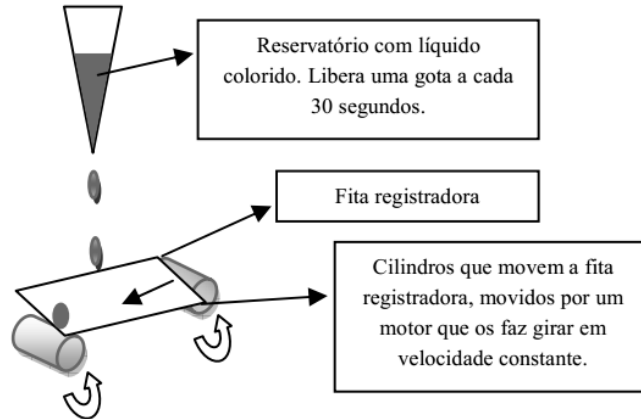 Reservatório com líquido
colorido. Libera uma gota a cada
30 segundos.
Fita registradora
Cilindros que movem a fita
registradora, movidos por um
motor que os faz girar em
velocidade constante.